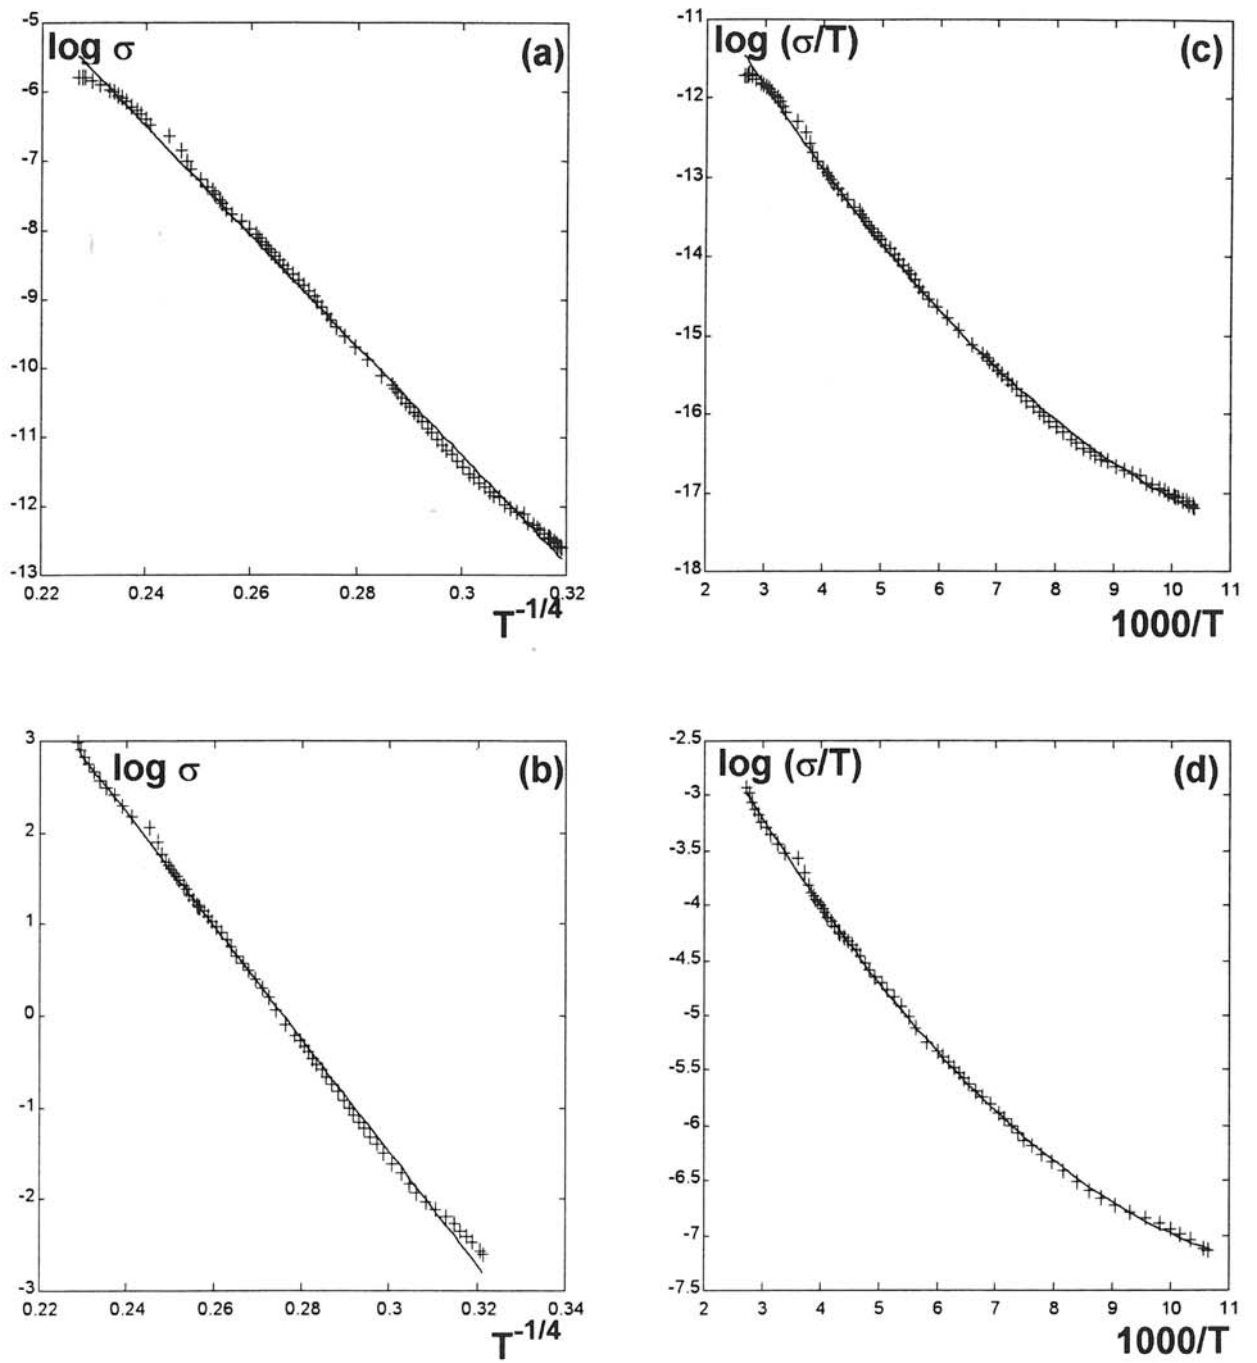 -5
log σ
(a)
-6
-7
-8
-9
-10
-11
-12
-13
0.22 0.24 0.26 0.28 0.3 0.32
T-1/4
-11
log (σ/T)
(c)
-12
-13
-14
-15
-16
-17
-18
2 3 4 5 6 7 8 9 10 11
1000/T
3
log σ
(b)
2
1
0
-1
-2
-3
0.22 0.24 0.26 0.28 0.3 0.32 0.34
T-1/4
-2.5
log (σ/T)
(d)
-3
-3.5
-4
-4.5
-5
-5.5
-6
-6.5
-7
-7.5
2 3 4 5 6 7 8 9 10 11
1000/T